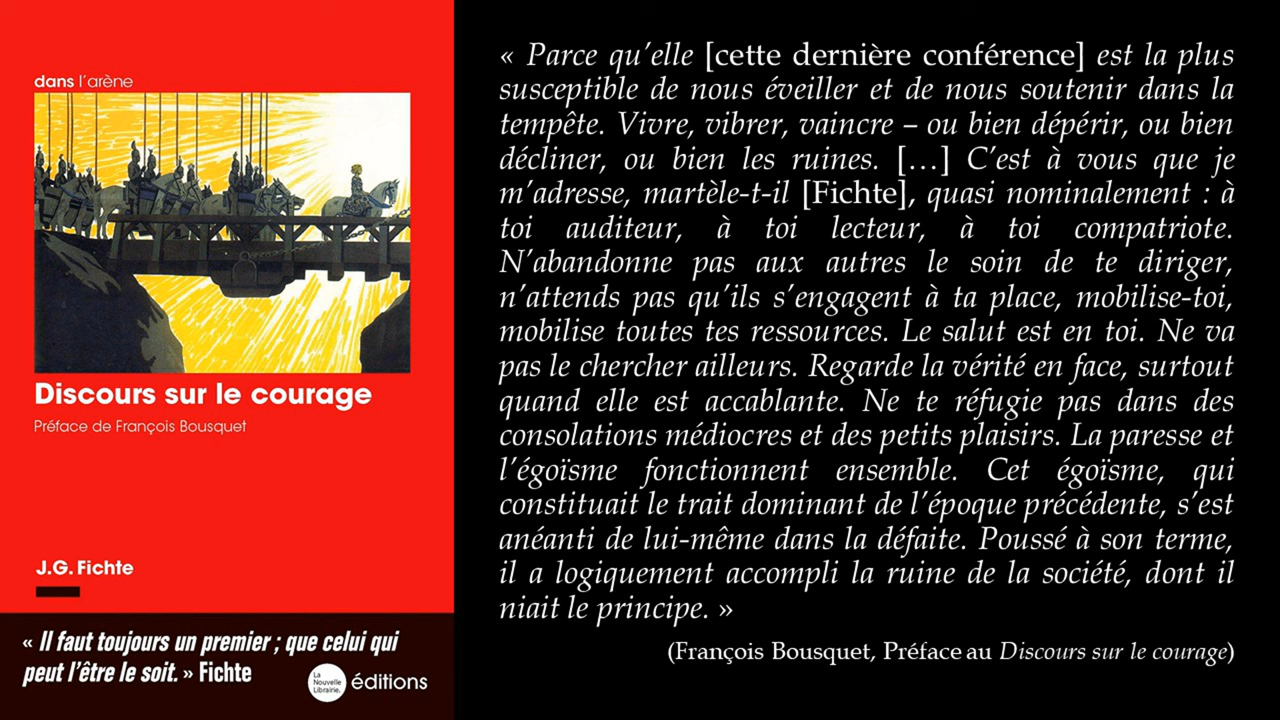 dans l'arène
Discours sur le courage
Préface de François Bousquet
J.G. Fichte
« Il faut toujours un premier ; que celui qui
peut l'être le soit. » Fichte
La
Nouvelle
Librairie.
éditions
« Parce qu'elle [cette dernière conférence] est la plus
susceptible de nous éveiller et de nous soutenir dans la
tempête. Vivre, vibrer, vaincre – ou bien dépérir, ou bien
décliner, ou bien les ruines. […] C'est à vous que je
m'adresse, martèle-t-il [Fichte], quasi nominalement : à
toi auditeur, à toi lecteur, à toi compatriote.
N'abandonne pas aux autres le soin de te diriger,
n'attends pas qu'ils s'engagent à ta place, mobilise-toi,
mobilise toutes tes ressources. Le salut est en toi. Ne va
pas le chercher ailleurs. Regarde la vérité en face, surtout
quand elle est accablante. Ne te réfugie pas dans des
consolations médiocres et des petits plaisirs. La paresse et
l'égoïsme fonctionnent ensemble. Cet égoïsme, qui
constituait le trait dominant de l'époque précédente, s'est
anéanti de lui-même dans la défaite. Poussé à son terme,
il a logiquement accompli la ruine de la société, dont il
niait le principe. »
(François Bousquet, Préface au Discours sur le courage)